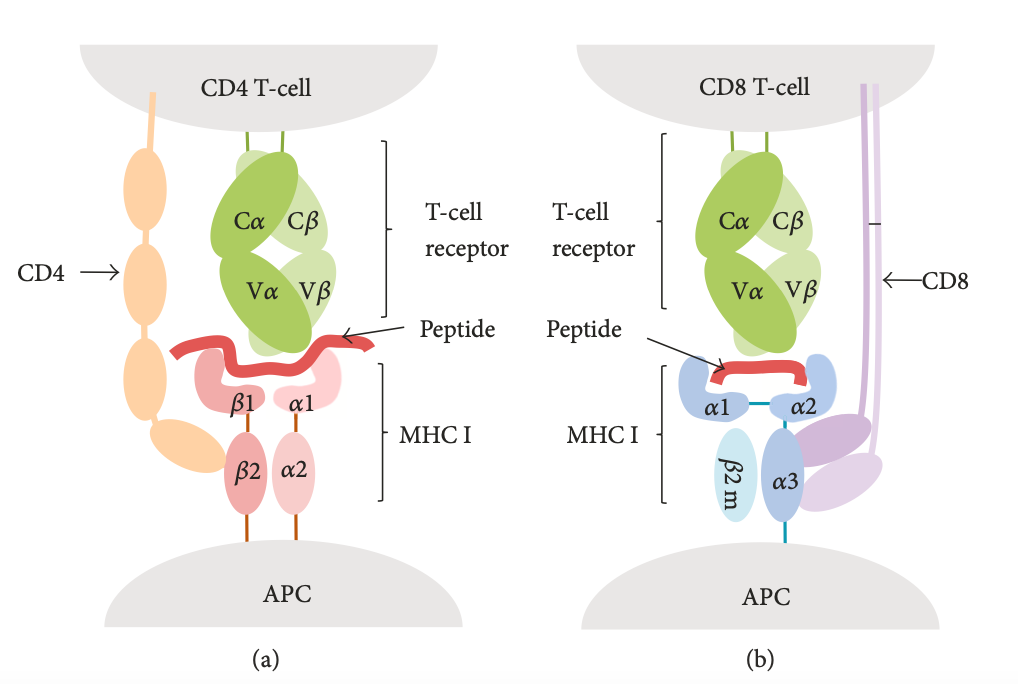 CD4 T-cell
Cα
Cβ
T-cell
receptor
CD4
Vα
Vβ
Peptide
β1
α1
MHC I
β2
α2
APC
(a)
CD8 T-cell
T-cell
receptor
Cα
Cβ
Vα
Vβ
CD8
Peptide
α1
α2
MHC I
β2 m
α3
APC
(b)